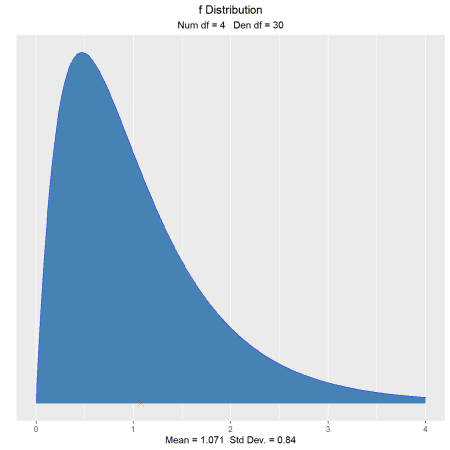 f Distribution
Num df = 4 Den df = 30
0 1 2 3 4
Mean = 1.071 Std Dev. = 0.84